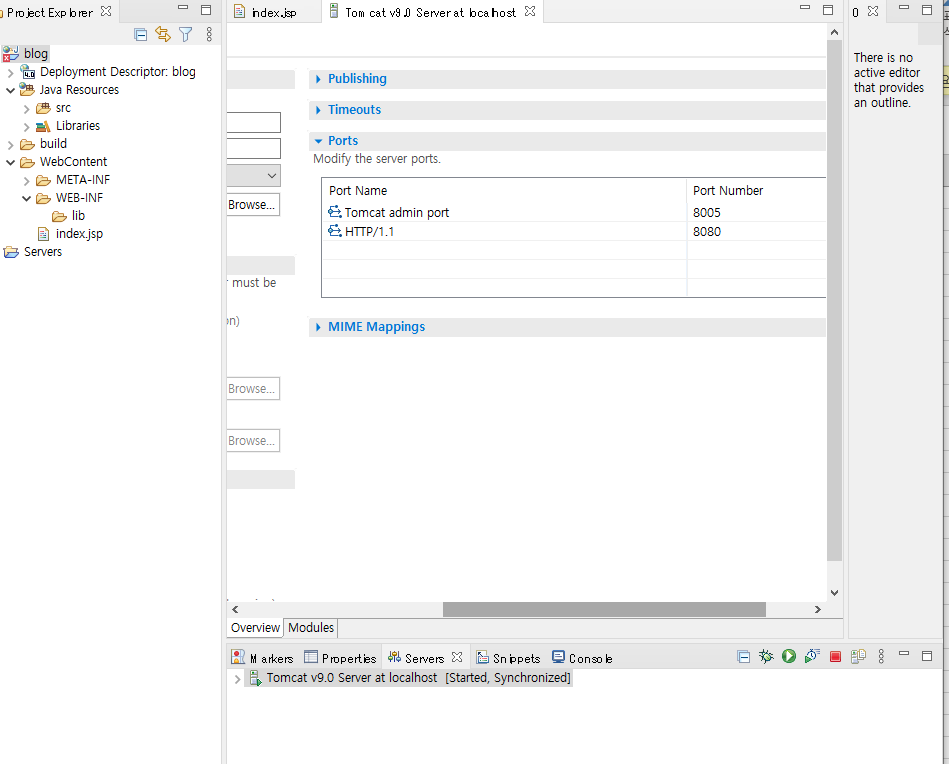 Project Explorer
blog
Deployment Descriptor: blog
Java Resources
src
Libraries
build
WebContent
META-INF
WEB-INF
lib
index.jsp
Servers
index.jsp
Tomcat v9.0 Server at localhost
Browse...
r must be
on)
Browse...
Browse...
Publishing
Timeouts
Ports
Modify the server ports.
Port Name Port Number
Tomcat admin port 8005
HTTP/1.1 8080
MIME Mappings
Overview Modules
O
There is no
active editor
that provides
an outline.
Markers Properties Servers Snippets Console
Tomcat v9.0 Server at localhost [Started, Synchronized]